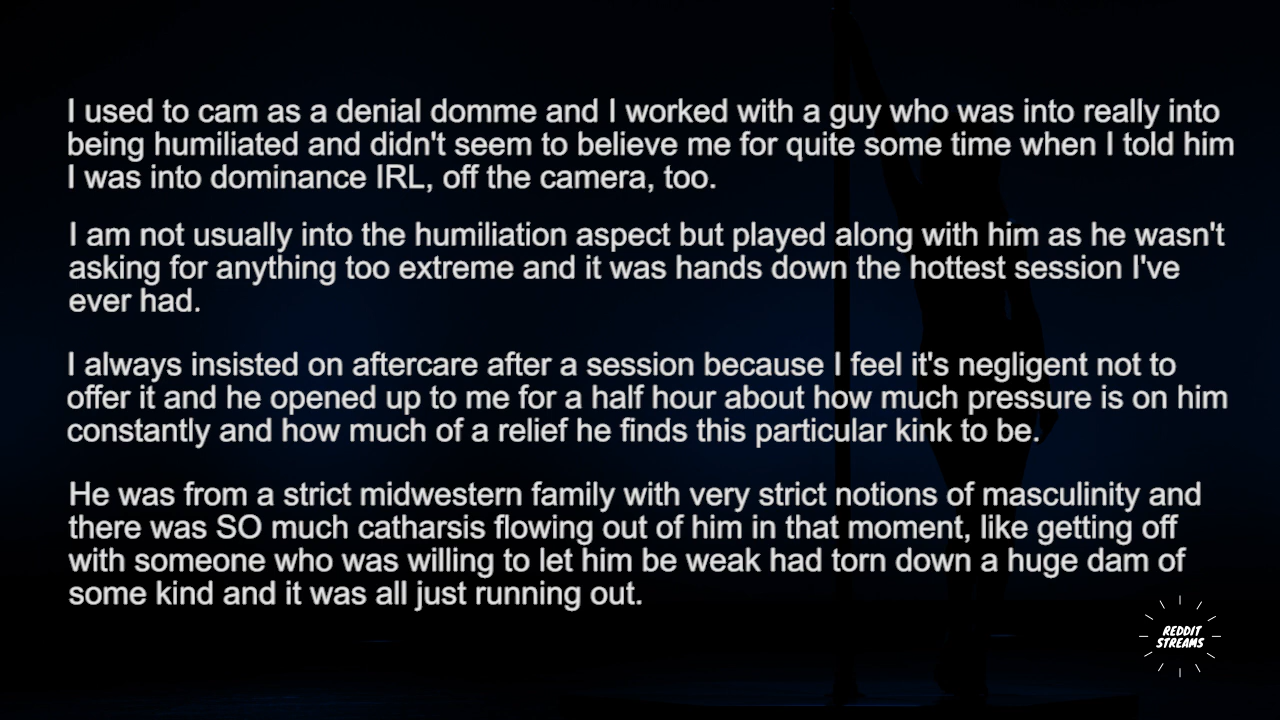 I used to cam as a denial domme and I worked with a guy who was into really into
being humiliated and didn't seem to believe me for quite some time when I told him
I was into dominance IRL, off the camera, too.
I am not usually into the humiliation aspect but played along with him as he wasn't
asking for anything too extreme and it was hands down the hottest session I've
ever had.
I always insisted on aftercare after a session because I feel it's negligent not to
offer it and he opened up to me for a half hour about how much pressure is on him
constantly and how much of a relief he finds this particular kink to be.
He was from a strict midwestern family with very strict notions of masculinity and
there was SO much catharsis flowing out of him in that moment, like getting off
with someone who was willing to let him be weak had torn down a huge dam of
some kind and it was all just running out.
REDDIT
STREAMS